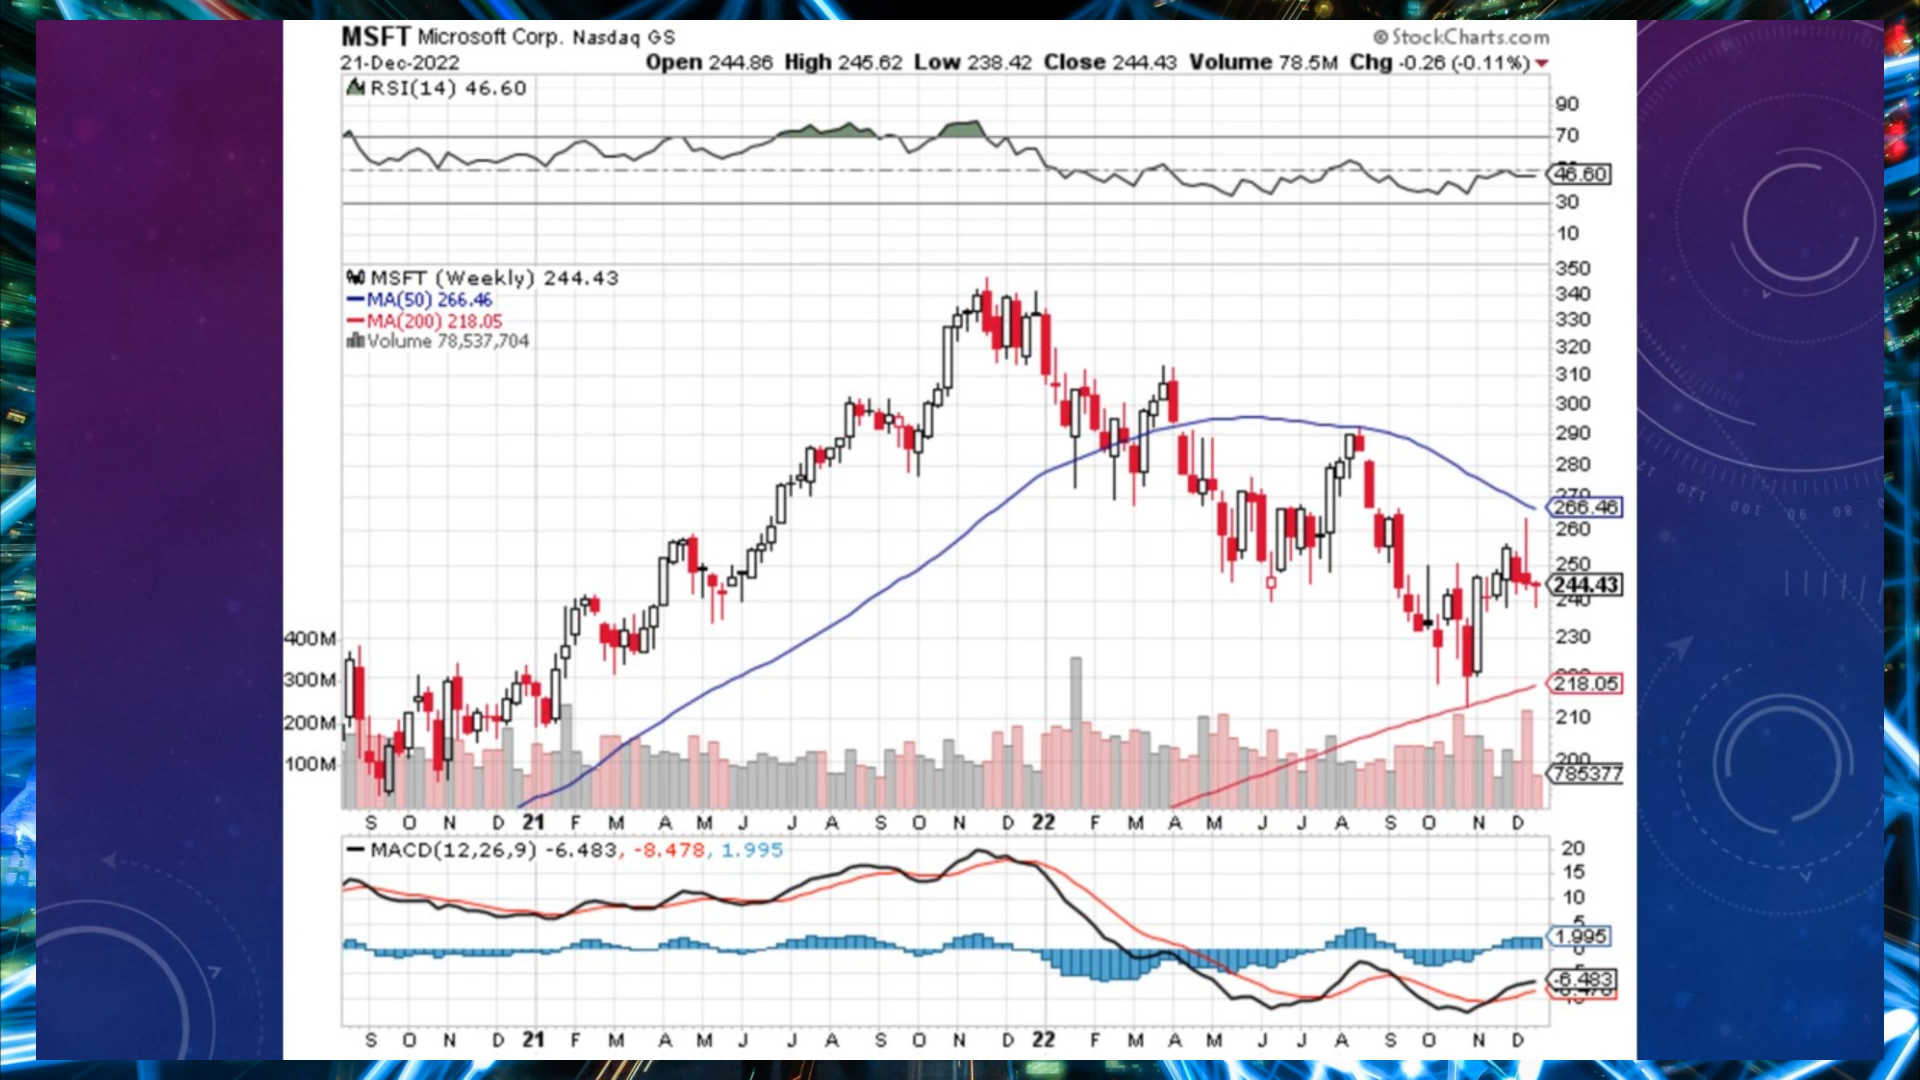 MSFT Microsoft Corp. Nasdaq GS
© StockCharts.com
21-Dec-2022
Open 244.86 High 245.62 Low 238.42 Close 244.43 Volume 78.5M Chg -0.26 (-0.11%)
RSI(14) 46.60
90
70
46.60
30
10
MSFT (Weekly) 244.43
MA(50) 266.46
MA(200) 218.05
Volume 78,537,704
350
340
330
320
310
300
290
280
270
266.46
260
250
244.43
240
230
218.05
210
200
785377
400M
300M
200M
100M
S O N D 21 F M A M J J A S O N D 22 F M A M J J A S O N D
MACD(12,26,9) -6.483, -8.478, 1.995
20
15
10
5
1.995
0
-6.483
S O N D 21 F M A M J J A S O N D 22 F M A M J J A S O N D